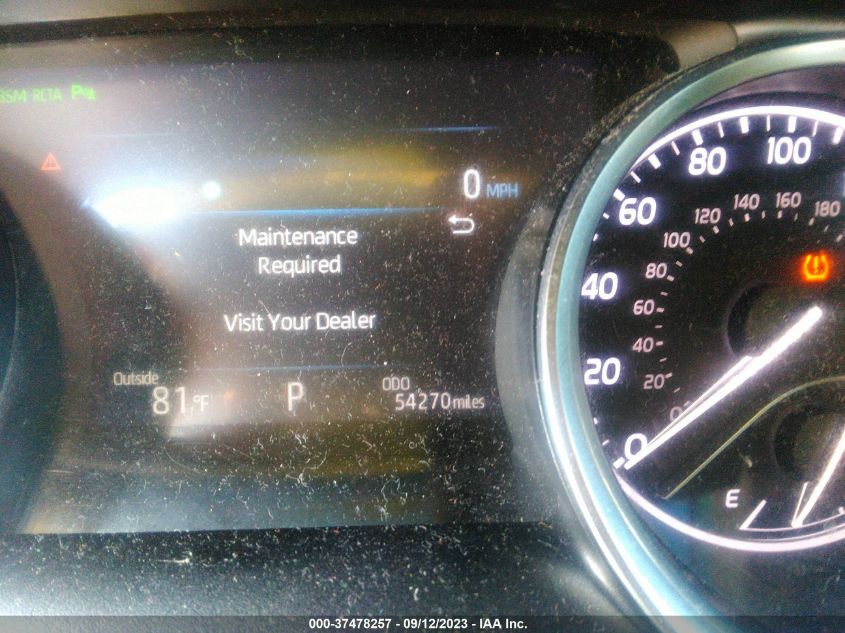 BSM RCTA P
0 MPH
Maintenance
Required
Visit Your Dealer
Outside
81°F
P
ODO
54270 miles
0 20 40 60 80 100
0 20 40 60 80 100 120 140 160 180
E
000-37478257 - 09/12/2023 - IAA Inc.